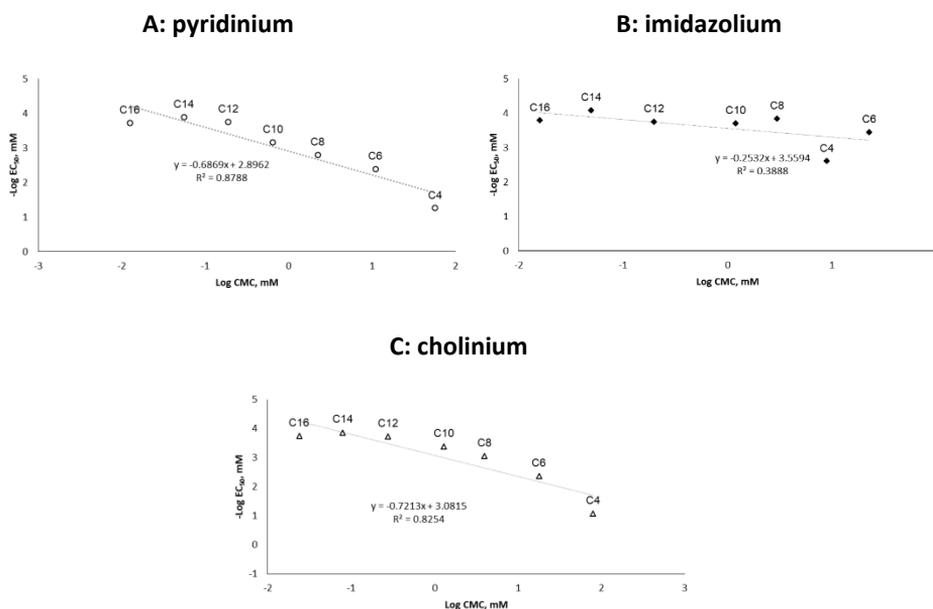 A: pyridinium
B: imidazolium
5
4
3
2
1
0
-3
-2
-1
0
1
2
-Log EC₅₀, mM
Log CMC, mM
C16
C14
C12
C10
C8
C6
C4
y = -0.6869x + 2.8962
R² = 0.8788
5
4
3
2
1
0
-2
-1
0
1
-Log EC₅₀, mM
Log CMC, mM
C16
C14
C12
C10
C8
C6
C4
y = -0.2532x + 3.5594
R² = 0.3888
C: cholinium
5
4
3
2
1
0
-1
-2
-1
0
1
2
3
-Log EC₅₀, mM
Log CMC, mM
C16
C14
C12
C10
C8
C6
C4
y = -0.7213x + 3.0815
R² = 0.8254